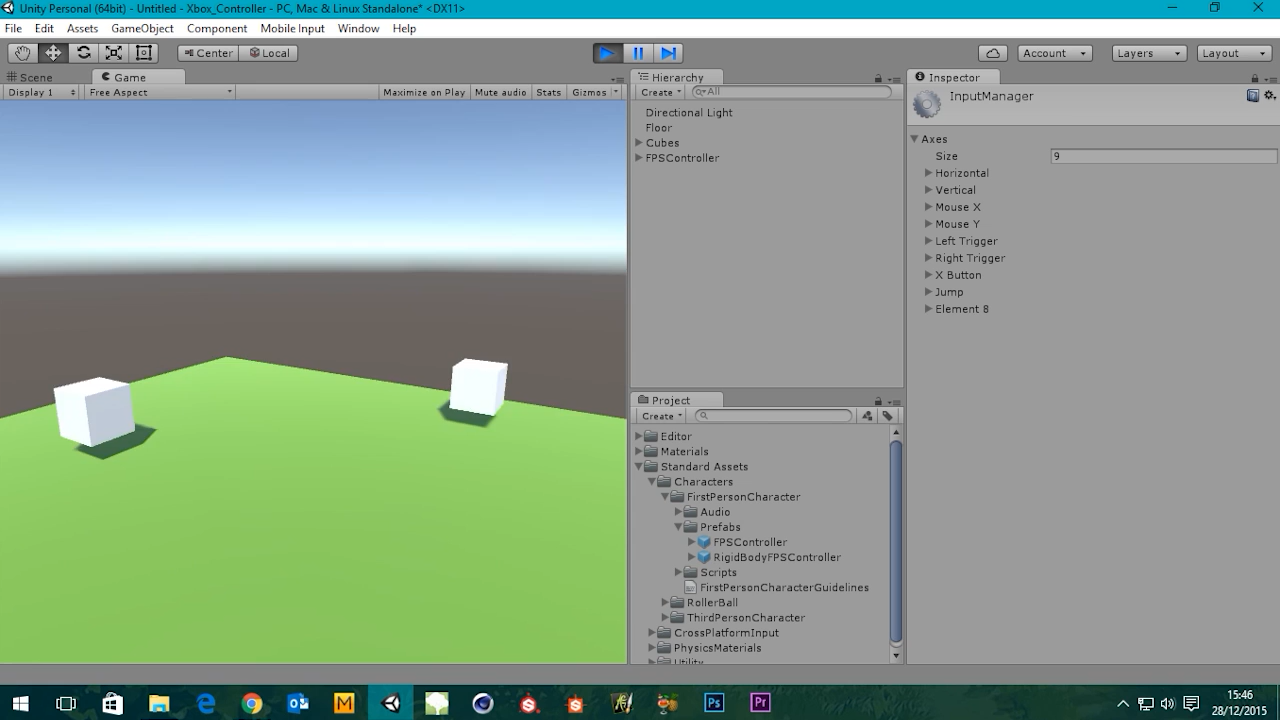 Unity Personal (64bit) - Untitled - Xbox_Controller - PC, Mac & Linux Standalone* <DX11>
File Edit Assets GameObject Component Mobile Input Window Help
Center Local Account Layers Layout
Scene Game Hierarchy Inspector
Display 1 Free Aspect Maximize on Play Mute audio Stats Gizmos Create All InputManager
Directional Light
Floor
Cubes
FPSController
Axes
Size 9
Horizontal
Vertical
Mouse X
Mouse Y
Left Trigger
Right Trigger
X Button
Jump
Element 8
Project
Create
Editor
Materials
Standard Assets
Characters
FirstPersonCharacter
Audio
Prefabs
FPSController
RigidBodyFPSController
Scripts
FirstPersonCharacterGuidelines
RollerBall
ThirdPersonCharacter
CrossPlatformInput
PhysicsMaterials
Utility
M Ps Pr
15:46
28/12/2015